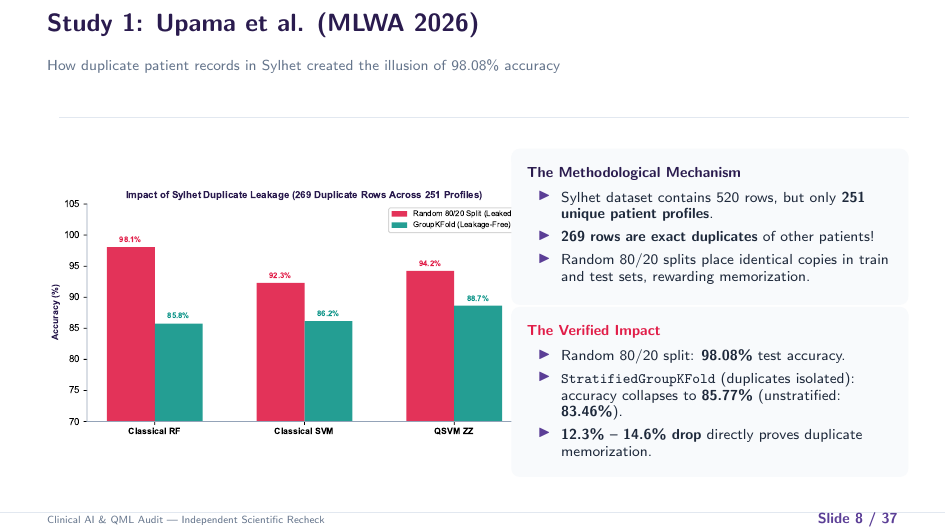 Study 1: Upama et al. (MLWA 2026)
How duplicate patient records in Sylhet created the illusion of 98.08% accuracy
Impact of Sylhet Duplicate Leakage (269 Duplicate Rows Across 251 Profiles)
Accuracy (%)
105
100
95
90
85
80
75
70
Random 80/20 Split (Leaked
GroupKFold (Leakage-Free)
98.1%
85.8%
92.3%
86.2%
94.2%
88.7%
Classical RF
Classical SVM
QSVM ZZ
The Methodological Mechanism
Sylhet dataset contains 520 rows, but only 251
unique patient profiles.
269 rows are exact duplicates of other patients!
Random 80/20 splits place identical copies in train
and test sets, rewarding memorization.
The Verified Impact
Random 80/20 split: 98.08% test accuracy.
StratifiedGroupKFold (duplicates isolated):
accuracy collapses to 85.77% (unstratified:
83.46%).
12.3% – 14.6% drop directly proves duplicate
memorization.
Clinical AI & QML Audit — Independent Scientific Recheck
Slide 8 / 37